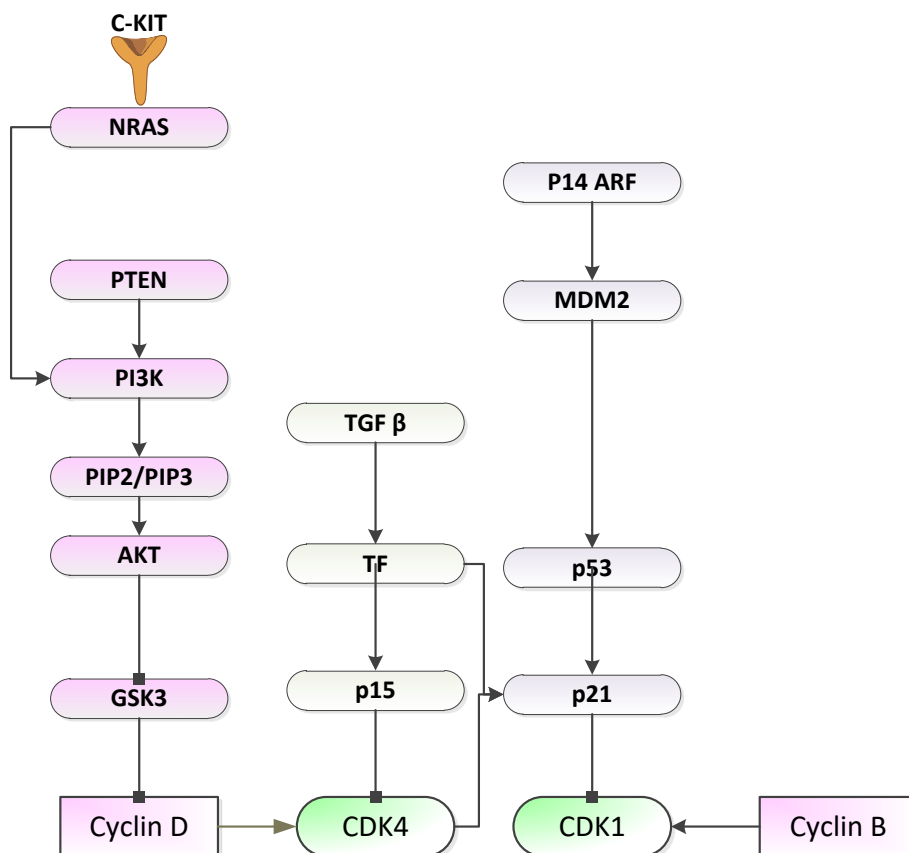 C-KIT
NRAS
P14 ARF
PTEN
MDM2
PI3K
TGF β
PIP2/PIP3
AKT
TF
p53
GSK3
p15
p21
Cyclin D
CDK4
CDK1
Cyclin B